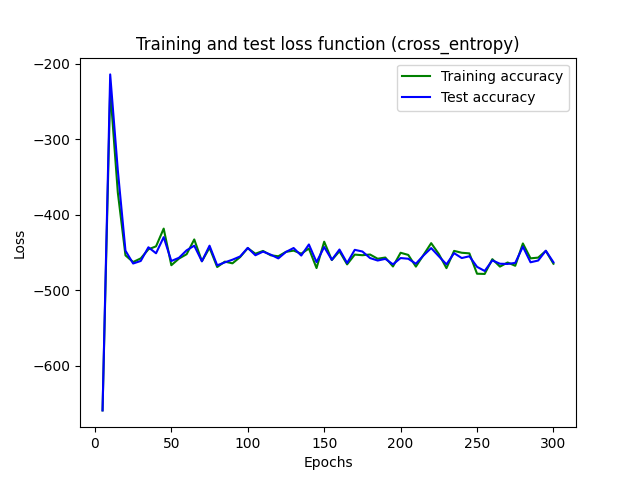 Training and test loss function (cross_entropy)
Training accuracy
Test accuracy
−200
−300
−400
−500
−600
Loss
0 50 100 150 200 250 300
Epochs